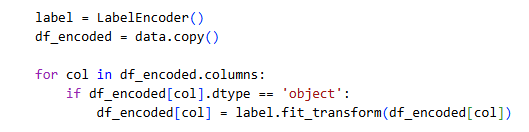 label = LabelEncoder()
df_encoded = data.copy()
for col in df_encoded.columns:
    if df_encoded[col].dtype == 'object':
        df_encoded[col] = label.fit_transform(df_encoded[col])